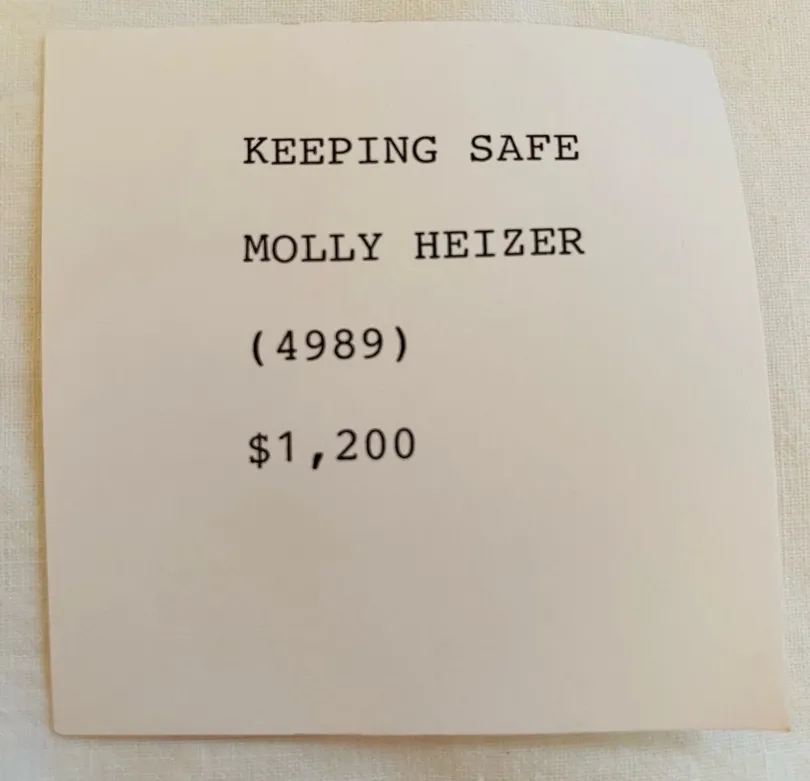 KEEPING SAFE
MOLLY HEIZER
(4989)
$1,200